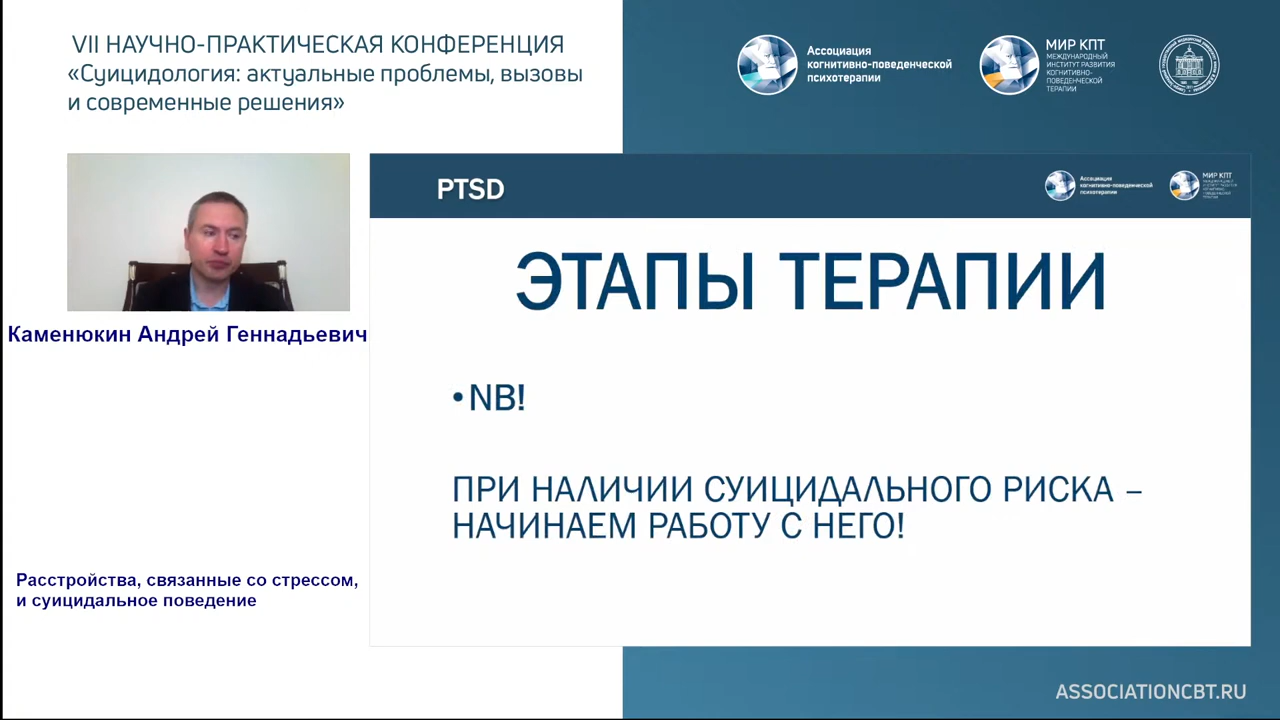 VII НАУЧНО-ПРАКТИЧЕСКАЯ КОНФЕРЕНЦИЯ
«Суицидология: актуальные проблемы, вызовы
и современные решения»
Ассоциация
когнитивно-поведенческой
психотерапии
МИР КПТ
МЕЖДУНАРОДНЫЙ
ИНСТИТУТ РАЗВИТИЯ
КОГНИТИВНО-
ПОВЕДЕНЧЕСКОЙ
ТЕРАПИИ
PTSD
Ассоциация
когнитивно-поведенческой
психотерапии
МИР КПТ
ЭТАПЫ ТЕРАПИИ
• NB!
ПРИ НАЛИЧИИ СУИЦИДАЛЬНОГО РИСКА –
НАЧИНАЕМ РАБОТУ С НЕГО!
Каменюкин Андрей Геннадьевич
Расстройства, связанные со стрессом,
и суицидальное поведение
ASSOCIATIONCBT.RU